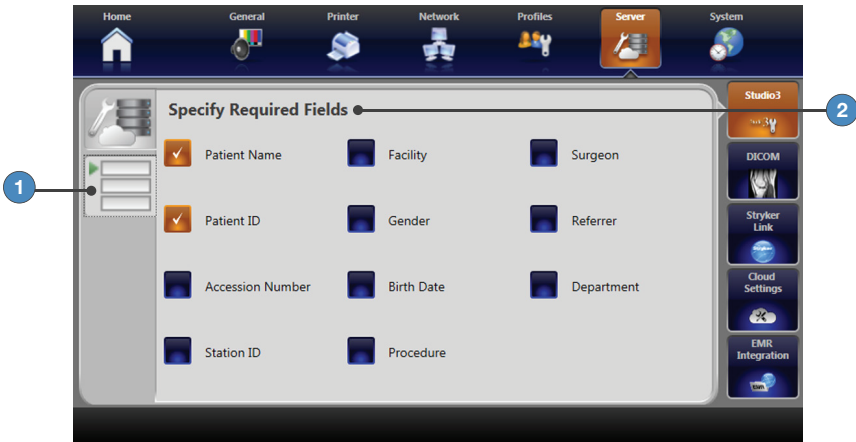 Home General Printer Network Profiles Server System
Specify Required Fields
Studio3
2
Patient Name Facility Surgeon
DICOM
1
Patient ID Gender Referrer
Stryker
Link
Accession Number Birth Date Department
Cloud
Settings
Station ID Procedure
EMR
Integration